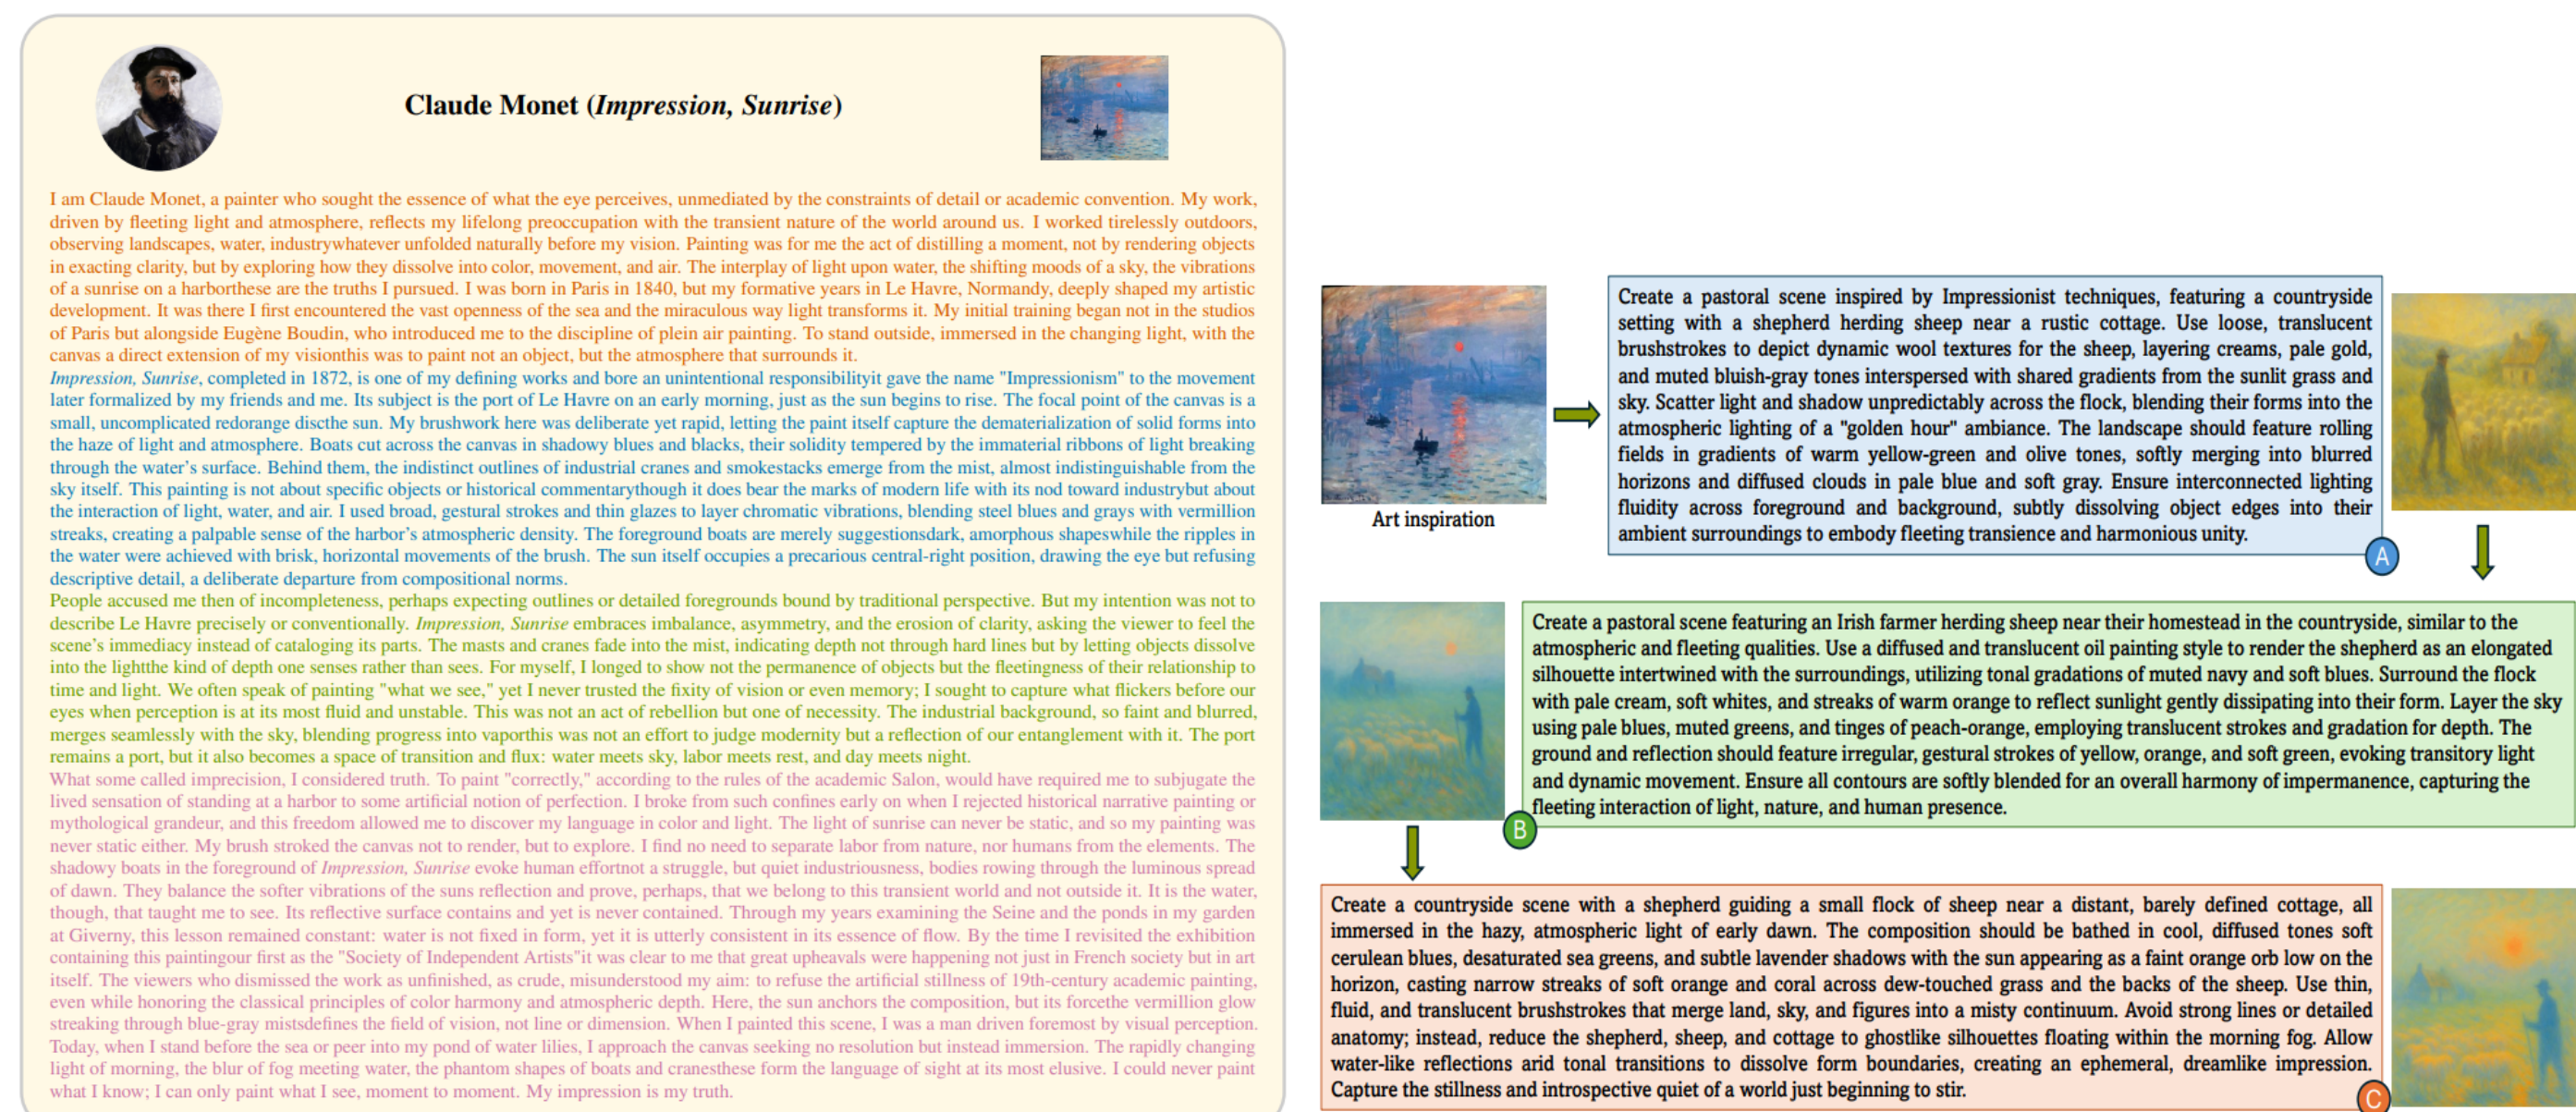 Claude Monet (Impression, Sunrise)
I am Claude Monet, a painter who sought the essence of what the eye perceives, unmediated by the constraints of detail or academic convention. My work,
driven by fleeting light and atmosphere, reflects my lifelong preoccupation with the transient nature of the world around us. I worked tirelessly outdoors,
observing landscapes, water, industrywhatever unfolded naturally before my vision. Painting was for me the act of distilling a moment, not by rendering objects
in exacting clarity, but by exploring how they dissolve into color, movement, and air. The interplay of light upon water, the shifting moods of a sky, the vibrations
of a sunrise on a harborthese are the truths I pursued. I was born in Paris in 1840, but my formative years in Le Havre, Normandy, deeply shaped my artistic
development. It was there I first encountered the vast openness of the sea and the miraculous way light transforms it. My initial training began not in the studios
of Paris but alongside Eugène Boudin, who introduced me to the discipline of plein air painting. To stand outside, immersed in the changing light, with the
canvas a direct extension of my visionthis was to paint not an object, but the atmosphere that surrounds it.
Impression, Sunrise, completed in 1872, is one of my defining works and bore an unintentional responsibilityit gave the name "Impressionism" to the movement
later formalized by my friends and me. Its subject is the port of Le Havre on an early morning, just as the sun begins to rise. The focal point of the canvas is a
small, uncomplicated redorange discthe sun. My brushwork here was deliberate yet rapid, letting the paint itself capture the dematerialization of solid forms into
the haze of light and atmosphere. Boats cut across the canvas in shadowy blues and blacks, their solidity tempered by the immaterial ribbons of light breaking
through the water's surface. Behind them, the indistinct outlines of industrial cranes and smokestacks emerge from the mist, almost indistinguishable from the
sky itself. This painting is not about specific objects or historical commentarythough it does bear the marks of modern life with its nod toward industrybut about
the interaction of light, water, and air. I used broad, gestural strokes and thin glazes to layer chromatic vibrations, blending steel blues and grays with vermillion
streaks, creating a palpable sense of the harbor's atmospheric density. The foreground boats are merely suggestionsdark, amorphous shapeswhile the ripples in
the water were achieved with brisk, horizontal movements of the brush. The sun itself occupies a precarious central-right position, drawing the eye but refusing
descriptive detail, a deliberate departure from compositional norms.
People accused me then of incompleteness, perhaps expecting outlines or detailed foregrounds bound by traditional perspective. But my intention was not to
describe Le Havre precisely or conventionally. Impression, Sunrise embraces imbalance, asymmetry, and the erosion of clarity, asking the viewer to feel the
scene's immediacy instead of cataloging its parts. The masts and cranes fade into the mist, indicating depth not through hard lines but by letting objects dissolve
into the lightthe kind of depth one senses rather than sees. For myself, I longed to show not the permanence of objects but the fleetingness of their relationship to
time and light. We often speak of painting "what we see," yet I never trusted the fixity of vision or even memory; I sought to capture what flickers before our
eyes when perception is at its most fluid and unstable. This was not an act of rebellion but one of necessity. The industrial background, so faint and blurred,
merges seamlessly with the sky, blending progress into vaporthis was not an effort to judge modernity but a reflection of our entanglement with it. The port
remains a port, but it also becomes a space of transition and flux: water meets sky, labor meets rest, and day meets night.
What some called imprecision, I considered truth. To paint "correctly," according to the rules of the academic Salon, would have required me to subjugate the
lived sensation of standing at a harbor to some artificial notion of perfection. I broke from such confines early on when I rejected historical narrative painting or
mythological grandeur, and this freedom allowed me to discover my language in color and light. The light of sunrise can never be static, and so my painting was
never static either. My brush stroked the canvas not to render, but to explore. I find no need to separate labor from nature, nor humans from the elements. The
shadowy boats in the foreground of Impression, Sunrise evoke human effortnot a struggle, but quiet industriousness, bodies rowing through the luminous spread
of dawn. They balance the softer vibrations of the suns reflection and prove, perhaps, that we belong to this transient world and not outside it. It is the water,
though, that taught me to see. Its reflective surface contains and yet is never contained. Through my years examining the Seine and the ponds in my garden
at Giverny, this lesson remained constant: water is not fixed in form, yet it is utterly consistent in its essence of flow. By the time I revisited the exhibition
containing this paintingour first as the "Society of Independent Artists"it was clear to me that great upheavals were happening not just in French society but in art
itself. The viewers who dismissed the work as unfinished, as crude, misunderstood my aim: to refuse the artificial stillness of 19th-century academic painting,
even while honoring the classical principles of color harmony and atmospheric depth. Here, the sun anchors the composition, but its forcethe vermillion glow
streaking through blue-gray mistsdefines the field of vision, not line or dimension. When I painted this scene, I was a man driven foremost by visual perception.
Today, when I stand before the sea or peer into my pond of water lilies, I approach the canvas seeking no resolution but instead immersion. The rapidly changing
light of morning, the blur of fog meeting water, the phantom shapes of boats and cranesthese form the language of sight at its most elusive. I could never paint
what I know; I can only paint what I see, moment to moment. My impression is my truth.
Art inspiration
Create a pastoral scene inspired by Impressionist techniques, featuring a countryside
setting with a shepherd herding sheep near a rustic cottage. Use loose, translucent
brushstrokes to depict dynamic wool textures for the sheep, layering creams, pale gold,
and muted bluish-gray tones interspersed with shared gradients from the sunlit grass and
sky. Scatter light and shadow unpredictably across the flock, blending their forms into the
atmospheric lighting of a "golden hour" ambiance. The landscape should feature rolling
fields in gradients of warm yellow-green and olive tones, softly merging into blurred
horizons and diffused clouds in pale blue and soft gray. Ensure interconnected lighting
fluidity across foreground and background, subtly dissolving object edges into their
ambient surroundings to embody fleeting transience and harmonious unity.
A
Create a pastoral scene featuring an Irish farmer herding sheep near their homestead in the countryside, similar to the
atmospheric and fleeting qualities. Use a diffused and translucent oil painting style to render the shepherd as an elongated
silhouette intertwined with the surroundings, utilizing tonal gradations of muted navy and soft blues. Surround the flock
with pale cream, soft whites, and streaks of warm orange to reflect sunlight gently dissipating into their form. Layer the sky
using pale blues, muted greens, and tinges of peach-orange, employing translucent strokes and gradation for depth. The
ground and reflection should feature irregular, gestural strokes of yellow, orange, and soft green, evoking transitory light
and dynamic movement. Ensure all contours are softly blended for an overall harmony of impermanence, capturing the
fleeting interaction of light, nature, and human presence.
B
Create a countryside scene with a shepherd guiding a small flock of sheep near a distant, barely defined cottage, all
immersed in the hazy, atmospheric light of early dawn. The composition should be bathed in cool, diffused tones soft
cerulean blues, desaturated sea greens, and subtle lavender shadows with the sun appearing as a faint orange orb low on the
horizon, casting narrow streaks of soft orange and coral across dew-touched grass and the backs of the sheep. Use thin,
fluid, and translucent brushstrokes that merge land, sky, and figures into a misty continuum. Avoid strong lines or detailed
anatomy; instead, reduce the shepherd, sheep, and cottage to ghostlike silhouettes floating within the morning fog. Allow
water-like reflections arid tonal transitions to dissolve form boundaries, creating an ephemeral, dreamlike impression.
Capture the stillness and introspective quiet of a world just beginning to stir.
C